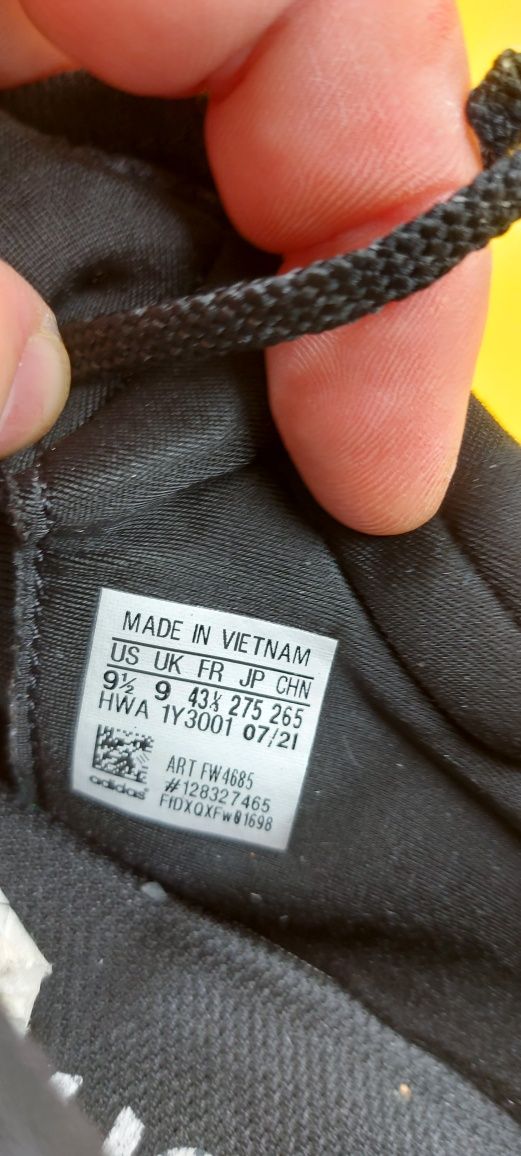 MADE IN VIETNAM
US UK FR JP CHN
9½ 9 43⅓ 275 265
HWA 1Y3001 07/21
ART FW4685
#128327465
adidas